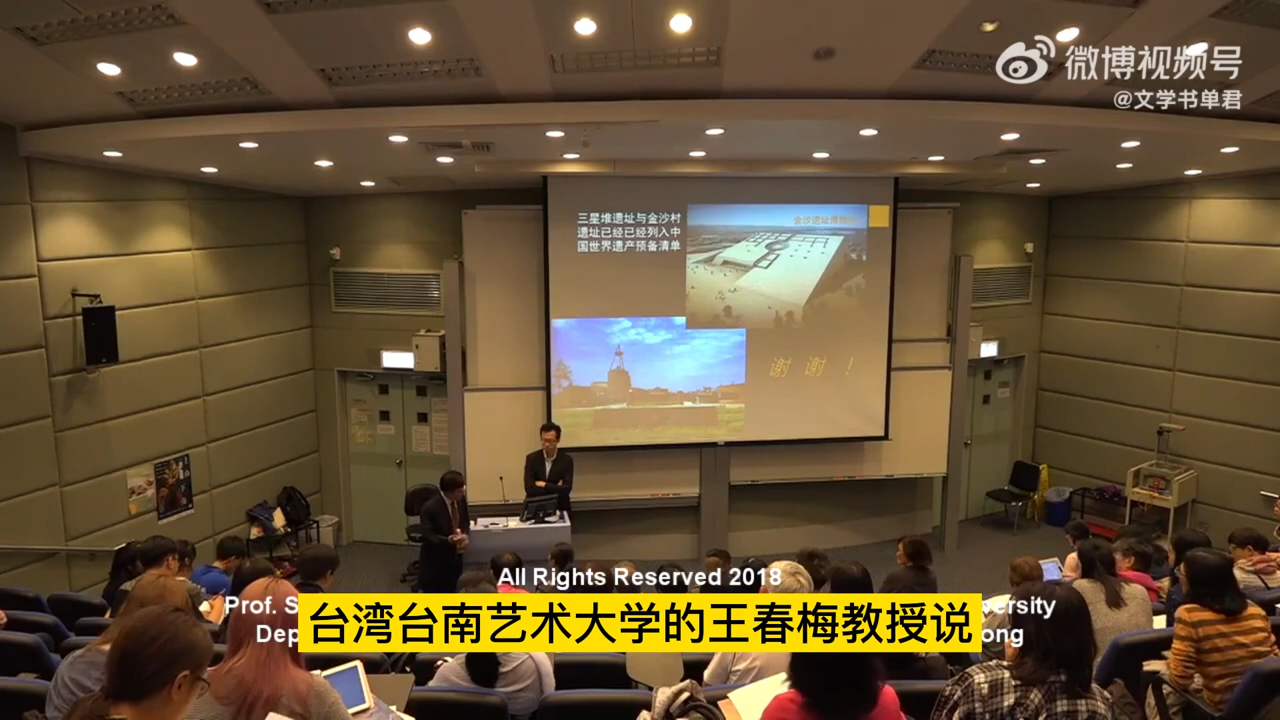 微博视频号
@文学书单君
三星堆遗址与金沙村
遗址已经已经列入中
国世界遗产预备清单
金沙遗址博物馆
谢谢！
All Rights Reserved 2018
Prof. S
台湾台南艺术大学的王春梅教授说